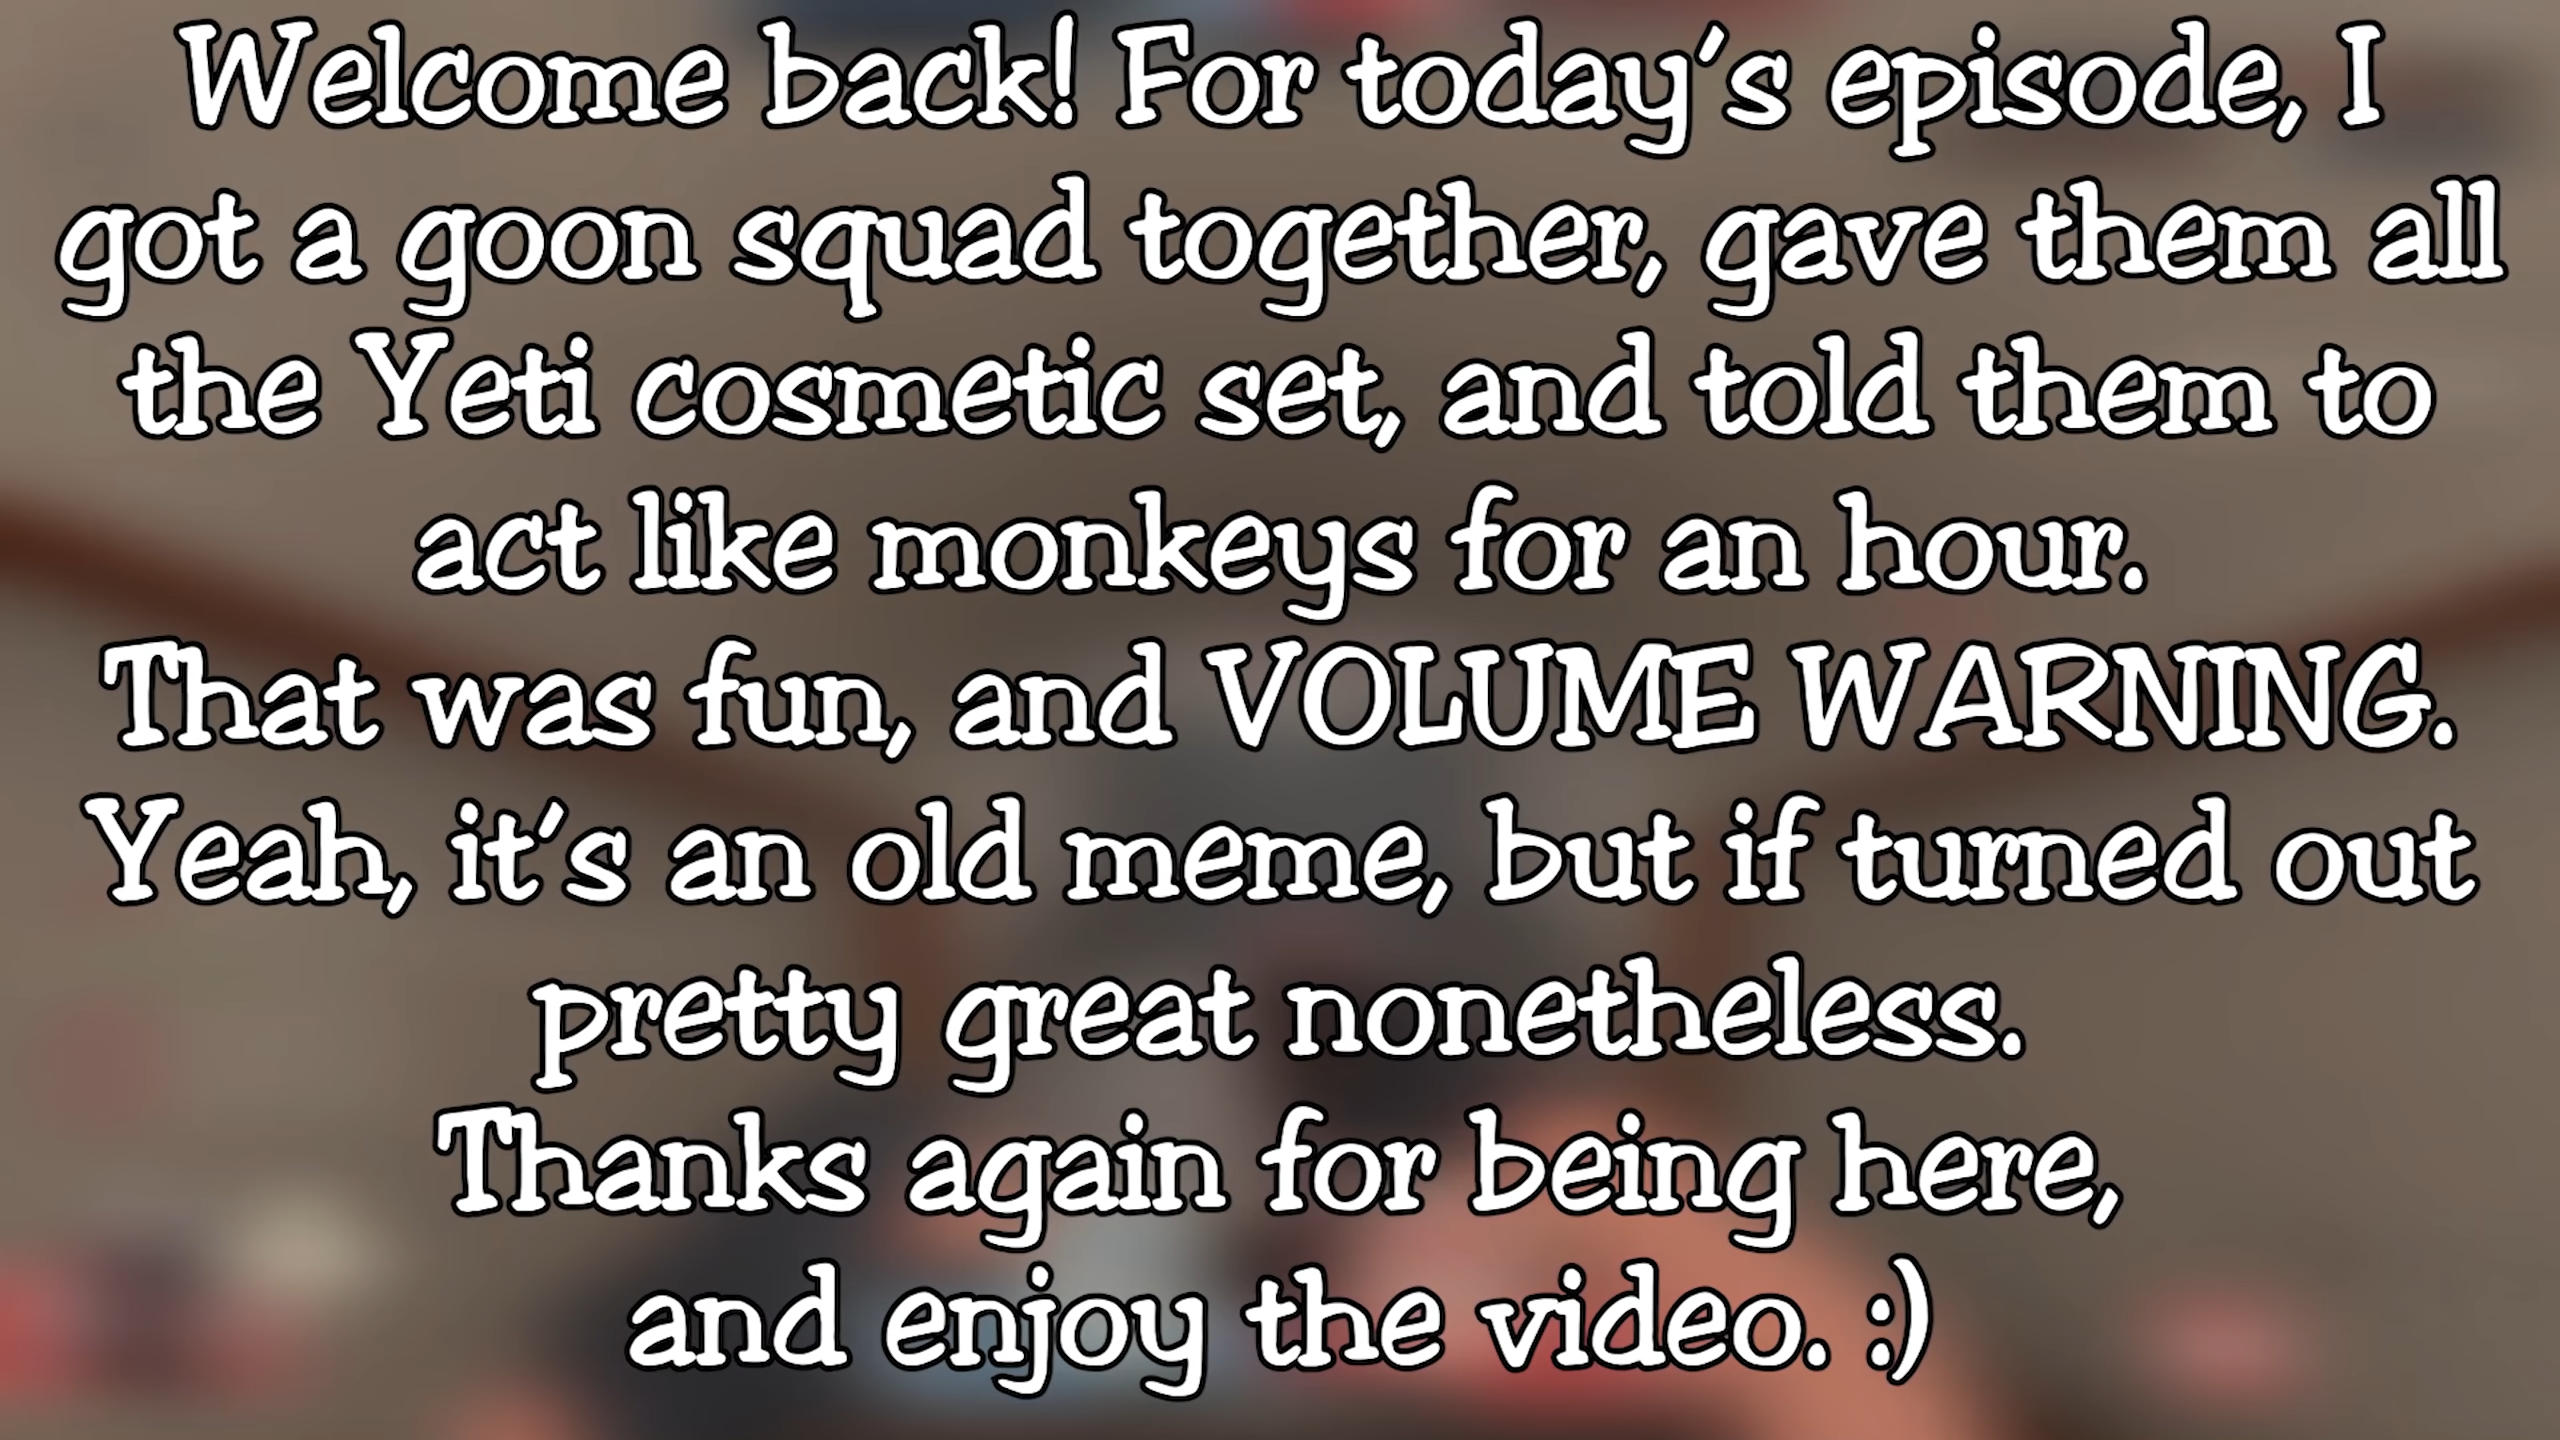 Welcome back! For today's episode, I
got a goon squad together, gave them all
the Yeti cosmetic set, and told them to
act like monkeys for an hour.
That was fun, and VOLUME WARNING.
Yeah, it's an old meme, but if turned out
pretty great nonetheless.
Thanks again for being here,
and enjoy the video. :)